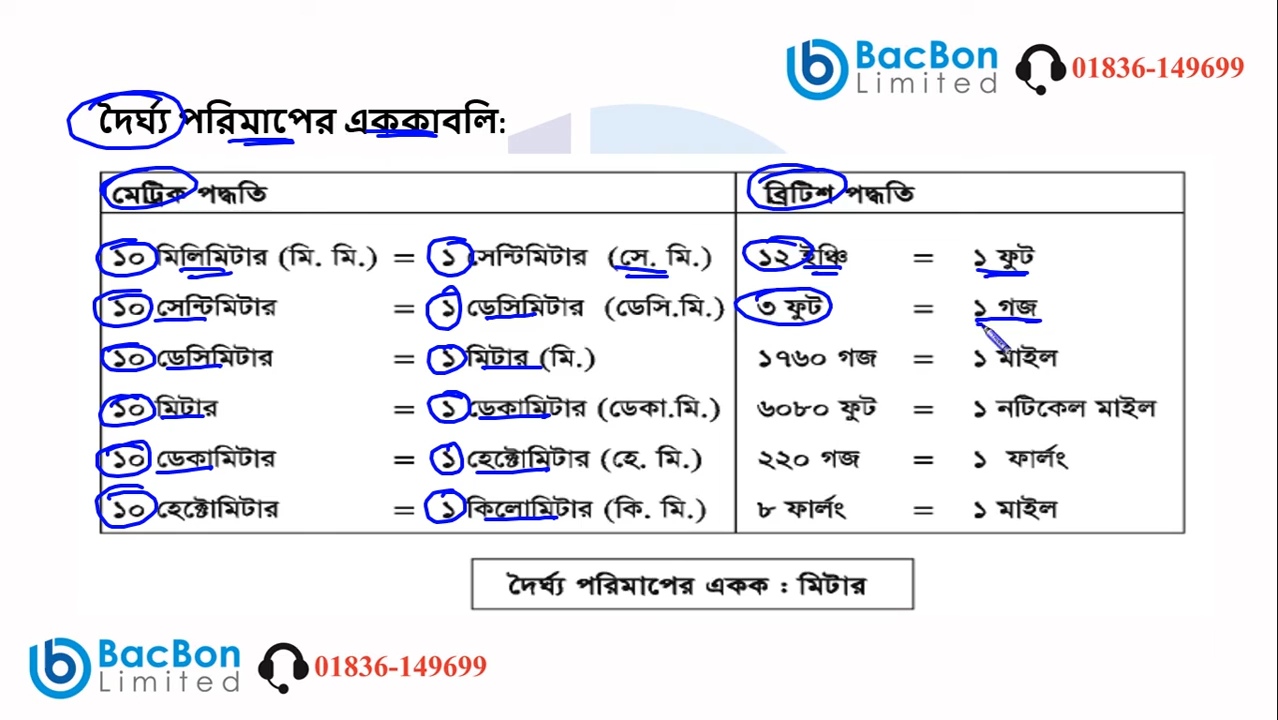 BacBon
Limited
01836-149699
দৈর্ঘ্য পরিমাপের এককাবলি:
মেট্রিক পদ্ধতি ব্রিটিশ পদ্ধতি
১০ মিলিমিটার (মি. মি.) = ১ সেন্টিমিটার (সে. মি.) ১২ ইঞ্চি = ১ ফুট
১০ সেন্টিমিটার = ১ ডেসিমিটার (ডেসি.মি.) ৩ ফুট = ১ গজ
১০ ডেসিমিটার = ১ মিটার (মি.) ১৭৬০ গজ = ১ মাইল
১০ মিটার = ১ ডেকামিটার (ডেকা.মি.) ৬০৮০ ফুট = ১ নটিকেল মাইল
১০ ডেকামিটার = ১ হেক্টোমিটার (হে. মি.) ২২০ গজ = ১ ফার্লং
১০ হেক্টোমিটার = ১ কিলোমিটার (কি. মি.) ৮ ফার্লং = ১ মাইল
দৈর্ঘ্য পরিমাপের একক : মিটার
BacBon
Limited
01836-149699